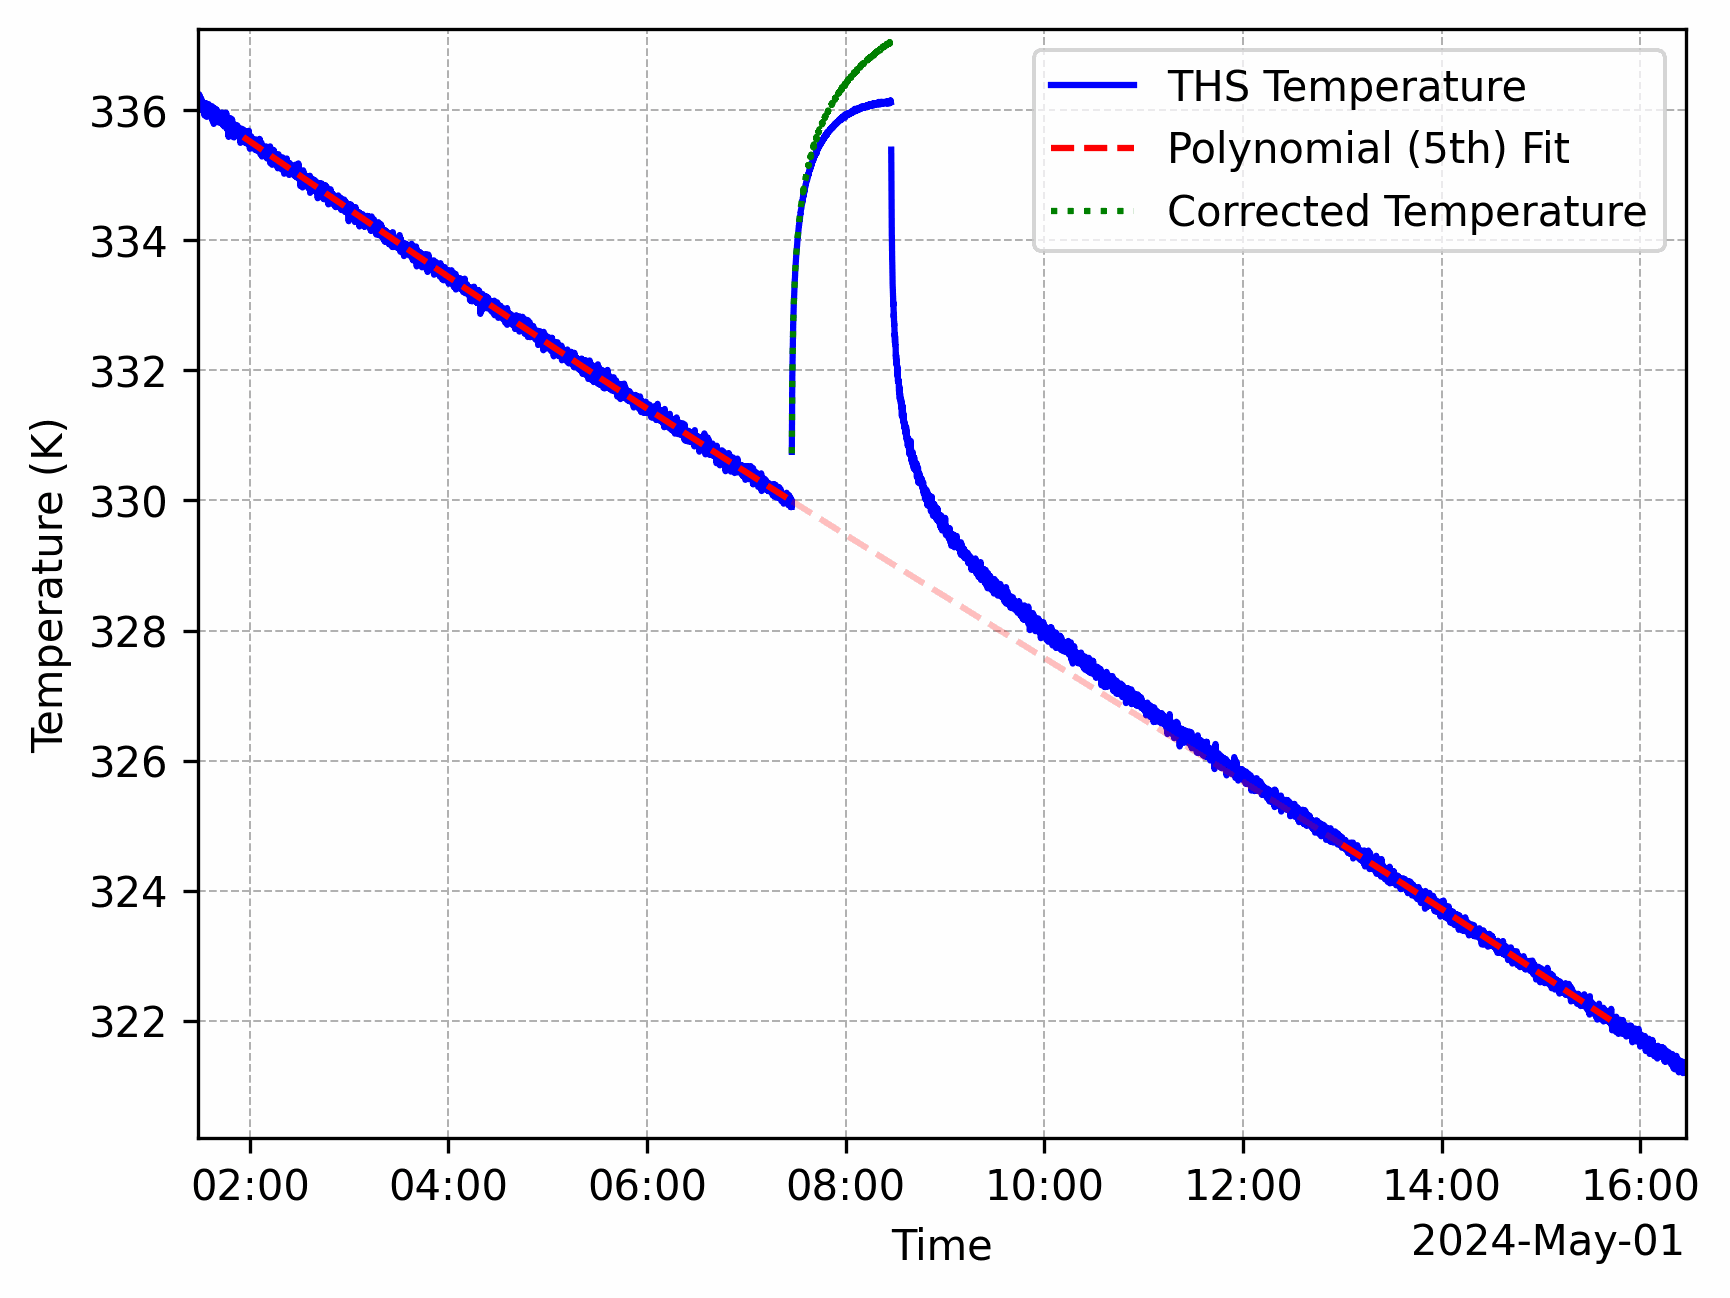 THS Temperature
Polynomial (5th) Fit
Corrected Temperature
Temperature (K)
336
334
332
330
328
326
324
322
02:00 04:00 06:00 08:00 10:00 12:00 14:00 16:00
Time
2024-May-01